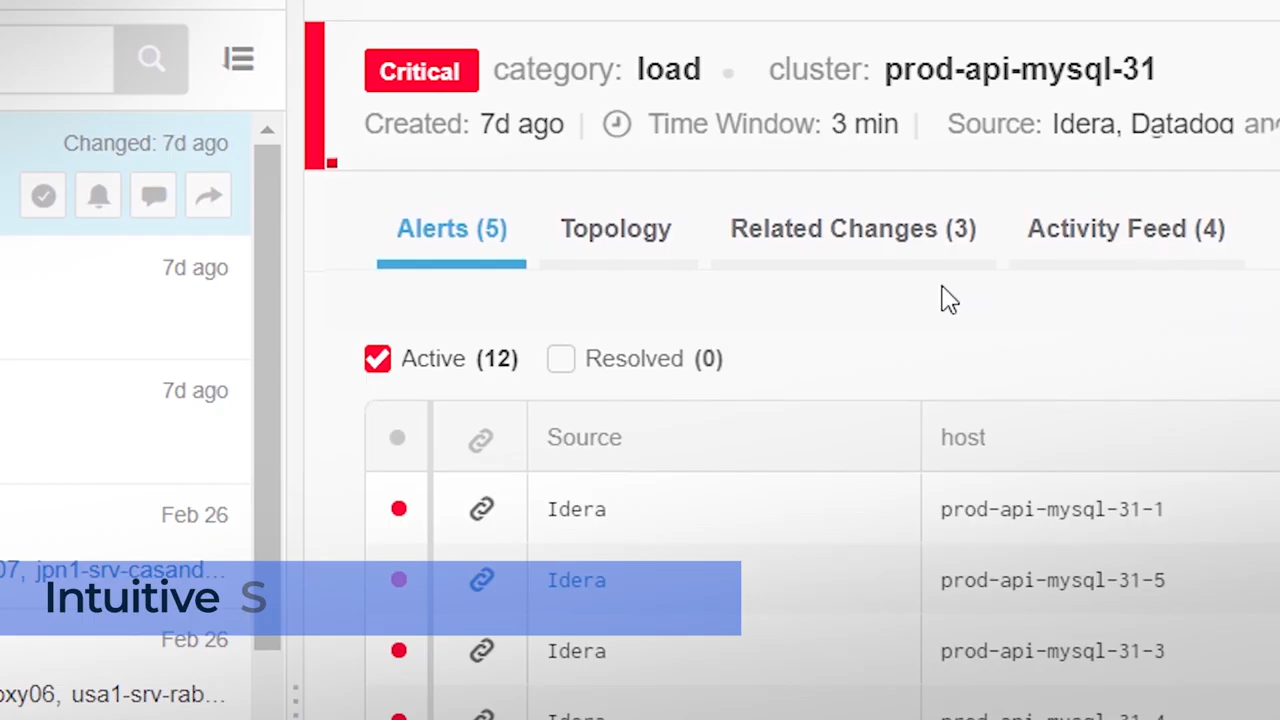 Critical category: load cluster: prod-api-mysql-31
Created: 7d ago Time Window: 3 min Source: Idera, Datadog and
Changed: 7d ago
7d ago
7d ago
Feb 26
07, jpn1-srv-casand...
Feb 26
oxy06, usa1-srv-rab...
Alerts (5) Topology Related Changes (3) Activity Feed (4)
Active (12) Resolved (0)
Source host
Idera prod-api-mysql-31-1
Idera prod-api-mysql-31-5
Idera prod-api-mysql-31-3
Intuitive S